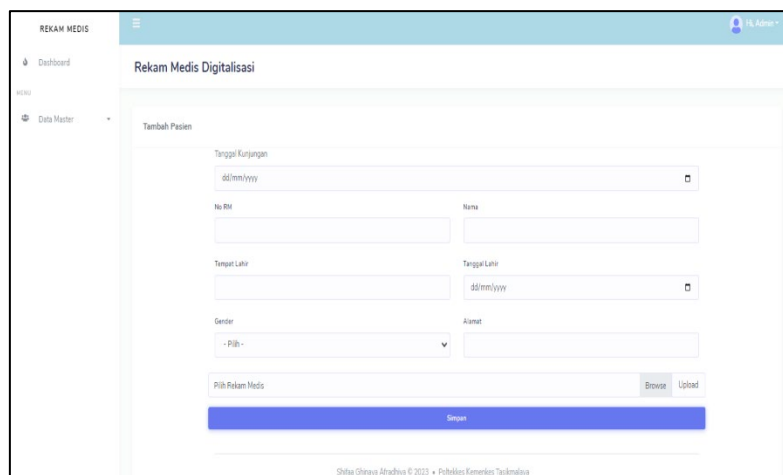 REKAM MEDIS
Hi, Admin
Dashboard
Rekam Medis Digitalisasi
MENU
Data Master
Tambah Pasien
Tanggal Kunjungan
dd/mm/yyyy
No RM
Nama
Tempat Lahir
Tanggal Lahir
dd/mm/yyyy
Gender
Alamat
- Pilih -
Pilih Rekam Medis
Browse
Upload
Simpan
Shifaa Ghinaya Afradhiya © 2023 • Poltekkes Kemenkes Tasikmalaya